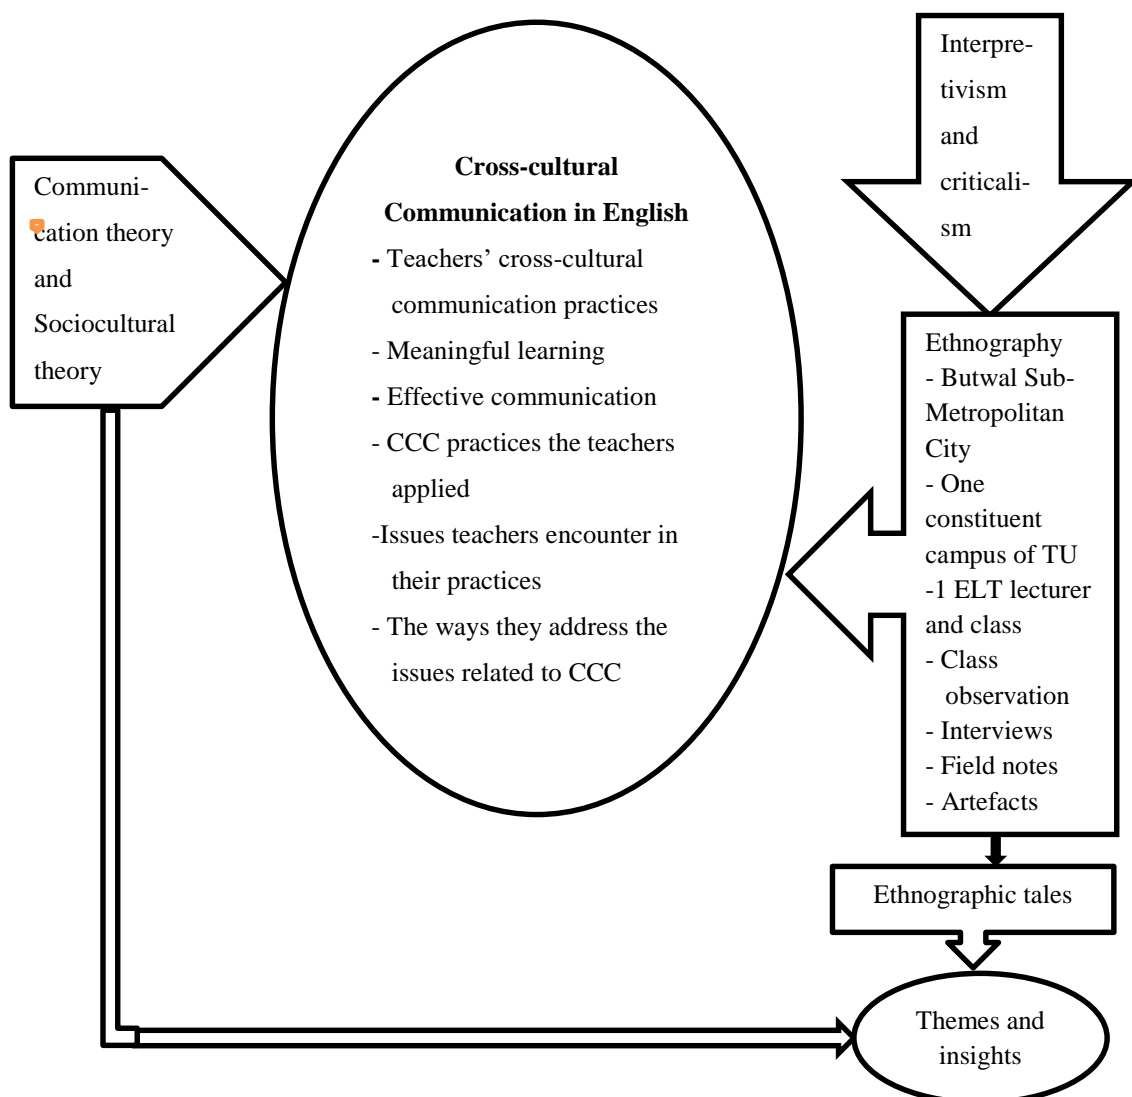 Communi-
cation theory
and
Sociocultural
theory
Cross-cultural
Communication in English
- Teachers’ cross-cultural
communication practices
- Meaningful learning
- Effective communication
- CCC practices the teachers
applied
-Issues teachers encounter in
their practices
- The ways they address the
issues related to CCC
Interpre-
tivism
and
criticali-
sm
Ethnography
- Butwal Sub-
Metropolitan
City
- One
constituent
campus of TU
-1 ELT lecturer
and class
- Class
observation
- Interviews
- Field notes
- Artefacts
Ethnographic tales
Themes and
insights